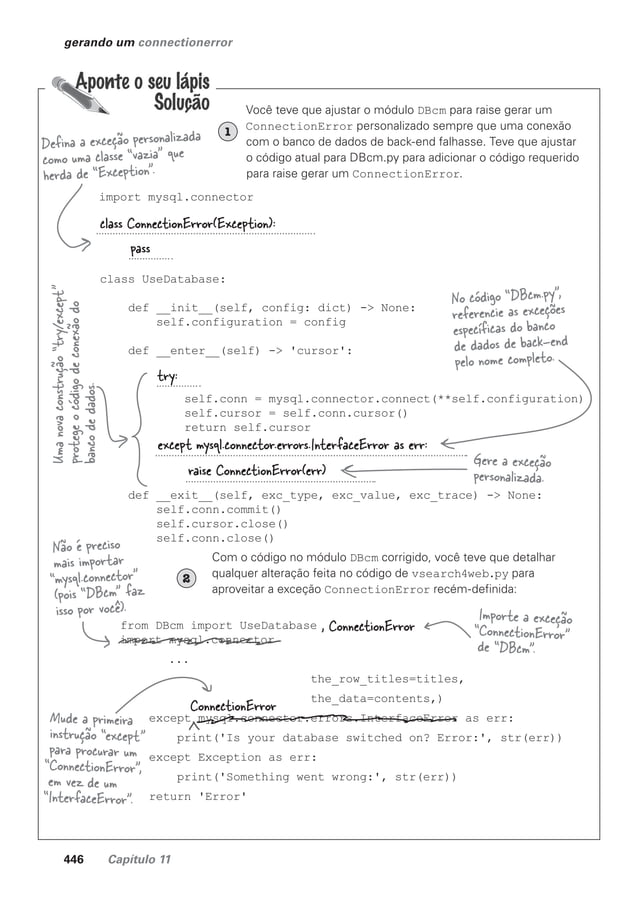 gerando um connectionerror
Aponte o seu lápis
Solução
1
Você teve que ajustar o módulo DBcm para raise gerar um
ConnectionError personalizado sempre que uma conexão
com o banco de dados de back-end falhasse. Teve que ajustar
o código atual para DBcm.py para adicionar o código requerido
para raise gerar um ConnectionError.
Defina a exceção personalizada
como uma classe "vazia" que
herda de "Exception".
import mysql.connector
class ConnectionError(Exception):
pass
class UseDatabase:
def __init__(self, config: dict) -> None:
self.configuration = config
def __enter__(self) -> 'cursor':
No código "DBcm.py",
referencie as exceções
específicas do banco
de dados de back-end
pelo nome completo.
Uma nova construção "try/except"
protege o código de conexão do
banco de dados.
try:
self.conn = mysql.connector.connect(**self.configuration)
self.cursor = self.conn.cursor()
return self.cursor
except mysql.connector.errors.InterfaceError as err:
raise ConnectionError(err)
Gere a exceção
personalizada.
def __exit__(self, exc_type, exc_value, exc_trace) -> None:
self.conn.commit()
self.cursor.close()
self.conn.close()
Não é preciso
mais importar
"mysql.connector"
(pois "DBcm" faz
isso por você).
2
Com o código no módulo DBcm corrigido, você teve que detalhar
qualquer alteração feita no código de vsearch4web.py para
aproveitar a exceção ConnectionError recém-definida:
from DBcm import UseDatabase , ConnectionError
import mysql.connector
...
Importe a exceção
"ConnectionError"
de "DBcm".
the_row_titles=titles,
the_data=contents,)
ConnectionError
except mysql.connector.errors.InterfaceError as err:
print('Is your database switched on? Error:', str(err))
except Exception as err:
print('Something went wrong:', str(err))
return 'Error'
Mude a primeira
instrução "except"
para procurar um
"ConnectionError",
em vez de um
"InterfaceError".
446 Capítulo 11